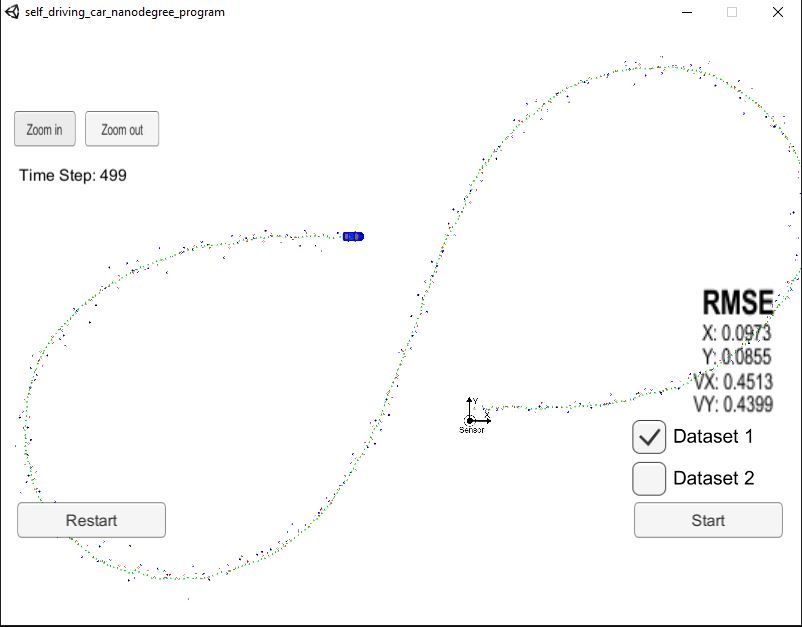 self_driving_car_nanodegree_program
Zoom in
Zoom out
Time Step: 499
RMSE
X: 0.0973
Y: 0.0855
VX: 0.4513
VY: 0.4399
Y
X
Sensor
Dataset 1
Dataset 2
Restart
Start